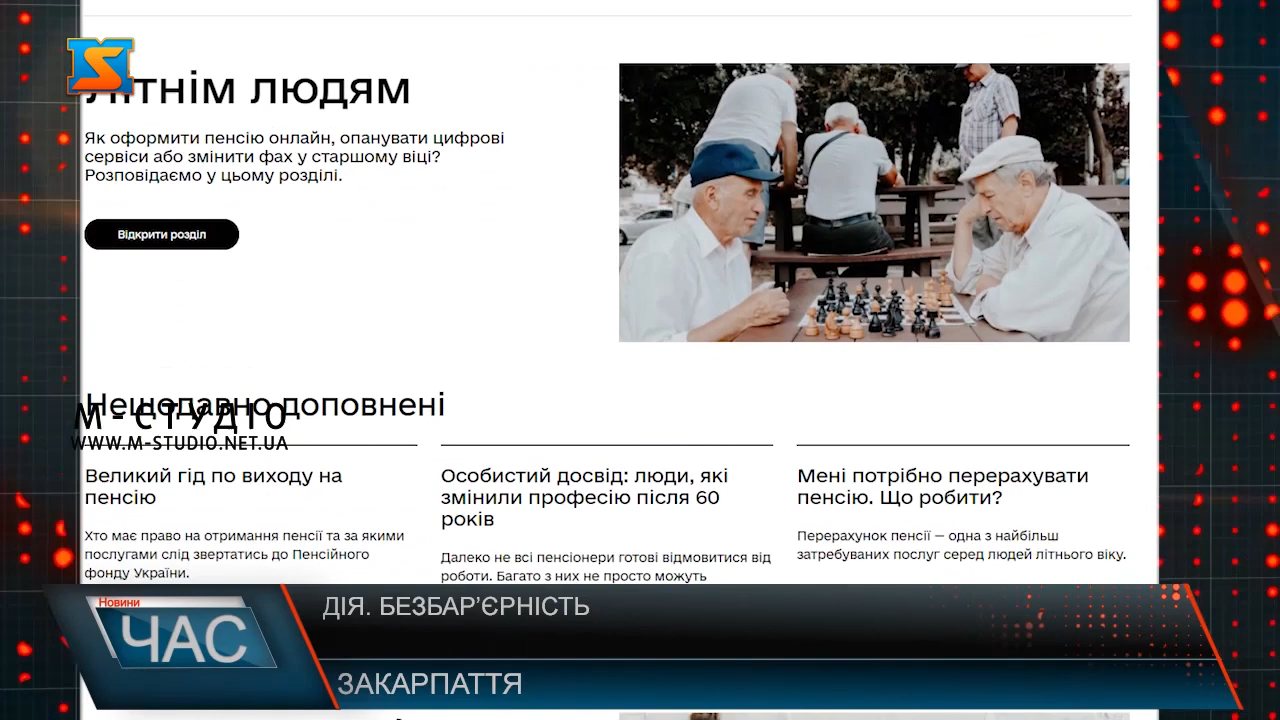 Літнім людям
Як оформити пенсію онлайн, опанувати цифрові
сервіси або змінити фах у старшому віці?
Розповідаємо у цьому розділі.
Відкрити розділ
Нещодавно доповнені
М-СТУДІО
WWW.M-STUDIO.NET.UA
Великий гід по виходу на
пенсію
Хто має право на отримання пенсії та за якими
послугами слід звертатись до Пенсійного
фонду України.
Особистий досвід: люди, які
змінили професію після 60
років
Далеко не всі пенсіонери готові відмовитися від
роботи. Багато з них не просто можуть
Мені потрібно перерахувати
пенсію. Що робити?
Перерахунок пенсії — одна з найбільш
затребуваних послуг серед людей літнього віку.
Новини
ЧАС
ДІЯ. БЕЗБАР’ЄРНІСТЬ
ЗАКАРПАТТЯ